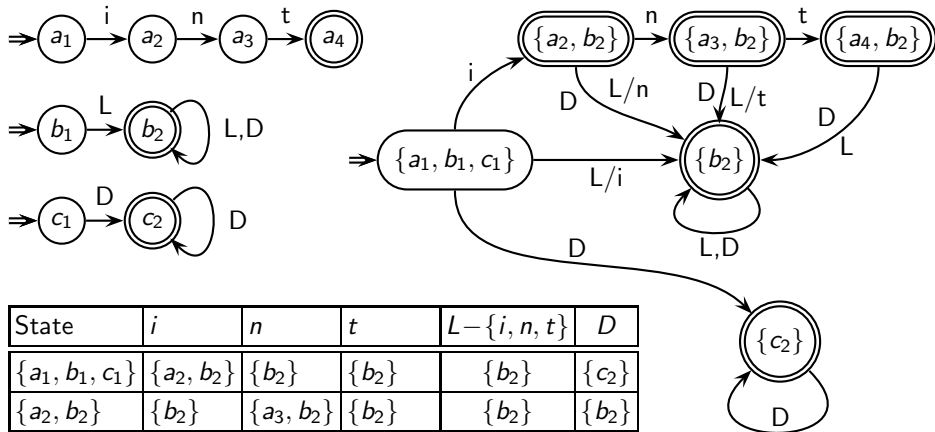 a1 i a2 n a3 t a4
b1 L b2 L,D
c1 D c2 D
{a2, b2} n {a3, b2} t {a4, b2}
i D L/n D L/t D L
{a1, b1, c1} L/i {b2}
L,D
D
{c2}
D
State i n t L−{i, n, t} D
{a1, b1, c1} {a2, b2} {b2} {b2} {b2} {c2}
{a2, b2} {b2} {a3, b2} {b2} {b2} {b2}